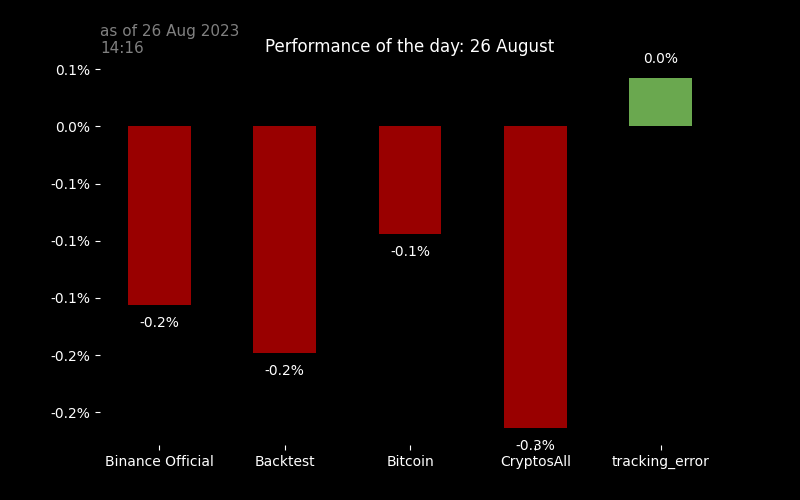 as of 26 Aug 2023
14:16
Performance of the day: 26 August
0.0%
0.1%
0.0%
-0.1%
-0.1%
-0.1%
-0.2%
-0.2%
-0.2%
-0.2%
-0.1%
-0.3%
Binance Official
Backtest
Bitcoin
CryptosAll
tracking_error